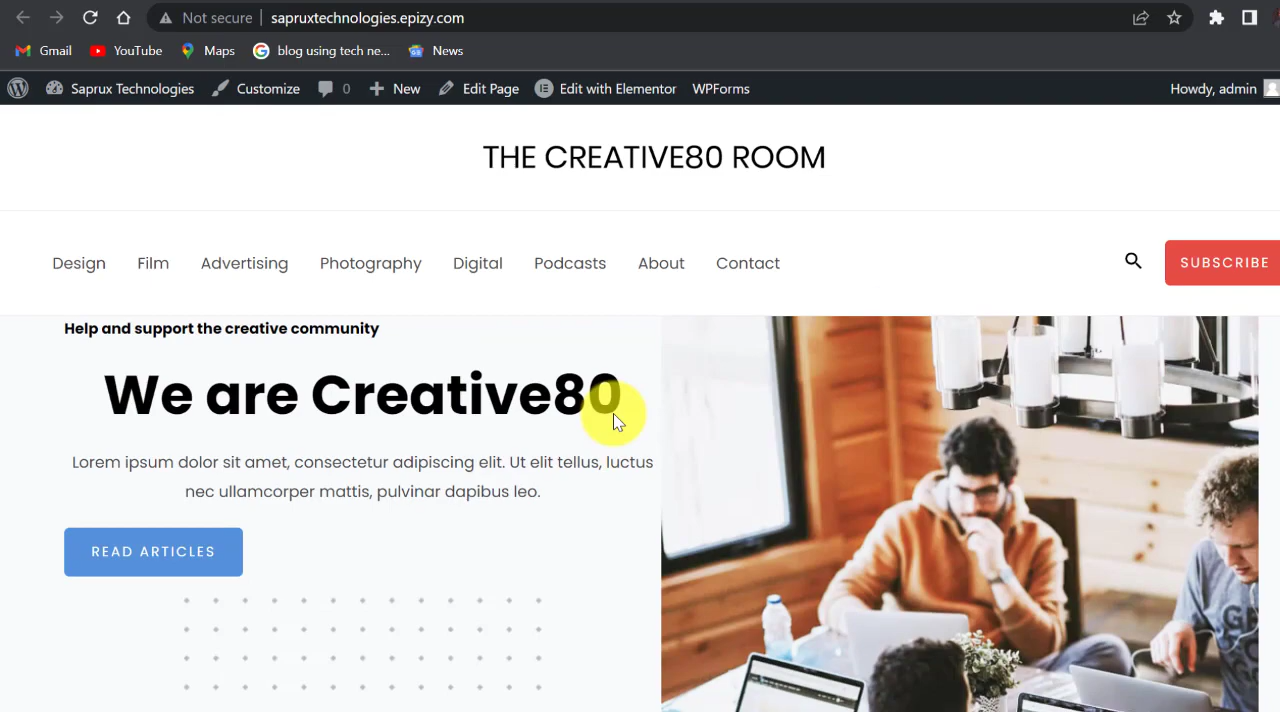 Not secure sapruxtechnologies.epizy.com
Gmail YouTube Maps blog using tech ne... News
Saprux Technologies Customize 0 New Edit Page Edit with Elementor WPForms Howdy, admin
THE CREATIVE80 ROOM
Design Film Advertising Photography Digital Podcasts About Contact SUBSCRIBE
Help and support the creative community
We are Creative80
Lorem ipsum dolor sit amet, consectetur adipiscing elit. Ut elit tellus, luctus
nec ullamcorper mattis, pulvinar dapibus leo.
READ ARTICLES